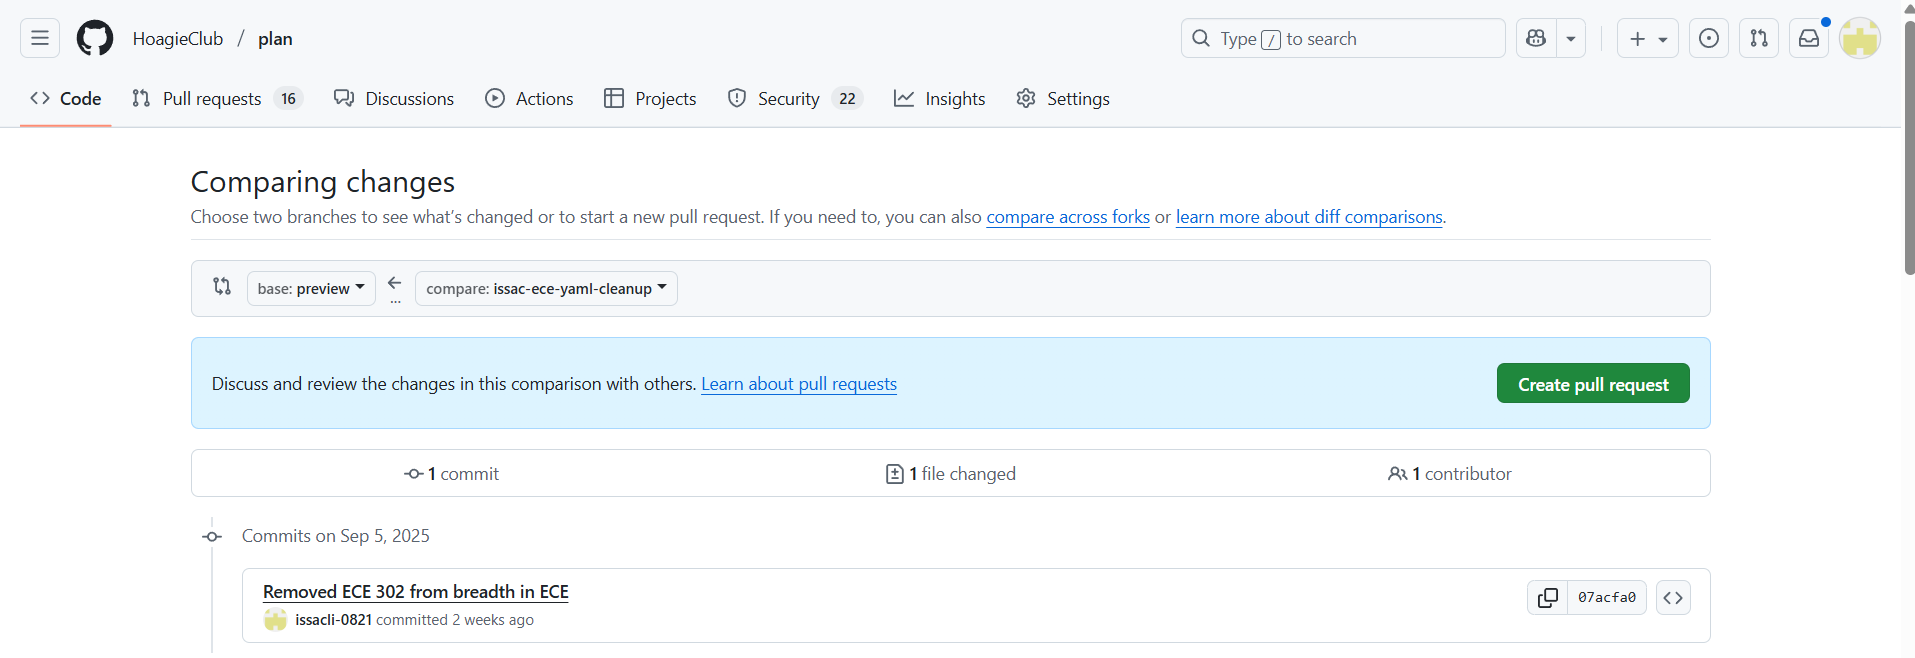 HoagieClub / plan
Type / to search
Code
Pull requests 16
Discussions
Actions
Projects
Security 22
Insights
Settings
Comparing changes
Choose two branches to see what's changed or to start a new pull request. If you need to, you can also compare across forks or learn more about diff comparisons.
base: preview
...
compare: issac-ece-yaml-cleanup
Discuss and review the changes in this comparison with others. Learn about pull requests
Create pull request
1 commit
1 file changed
1 contributor
Commits on Sep 5, 2025
Removed ECE 302 from breadth in ECE
07acfa0
issacli-0821 committed 2 weeks ago